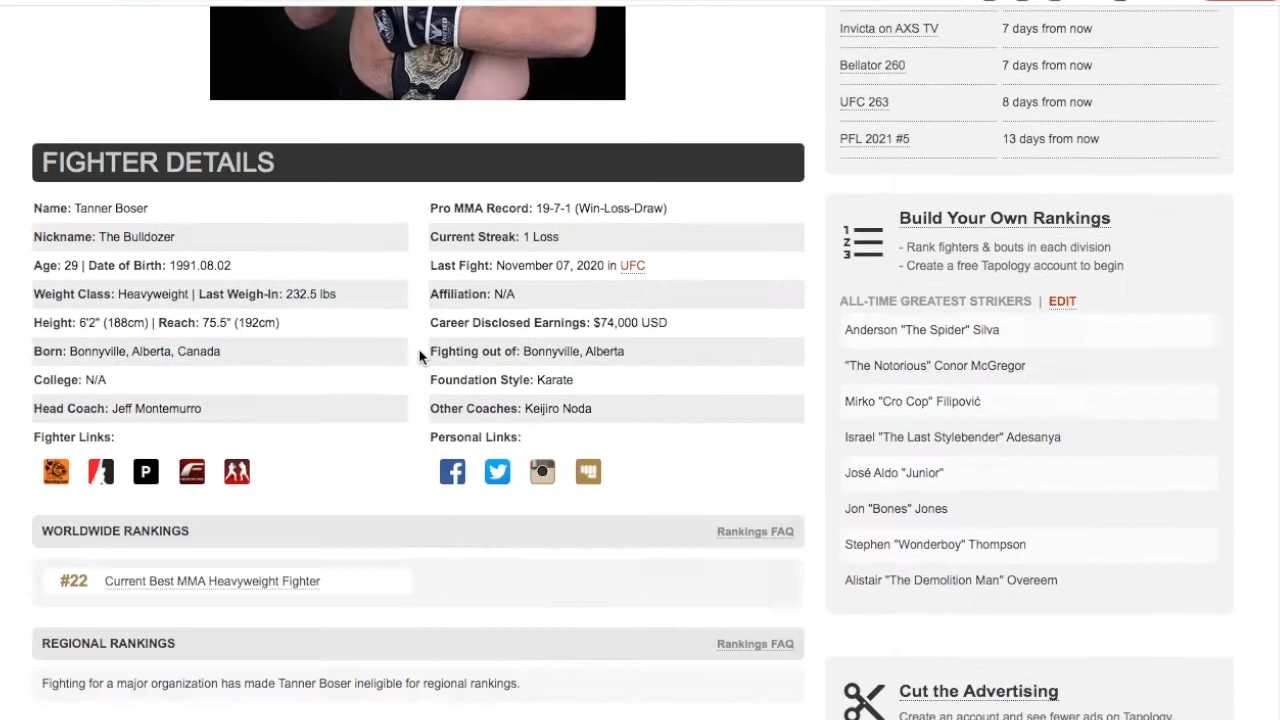 FIGHTER DETAILS
Name: Tanner Boser
Nickname: The Bulldozer
Age: 29 | Date of Birth: 1991.08.02
Weight Class: Heavyweight | Last Weigh-In: 232.5 lbs
Height: 6'2" (188cm) | Reach: 75.5" (192cm)
Born: Bonnyville, Alberta, Canada
College: N/A
Head Coach: Jeff Montemurro
Fighter Links:
Pro MMA Record: 19-7-1 (Win-Loss-Draw)
Current Streak: 1 Loss
Last Fight: November 07, 2020 in UFC
Affiliation: N/A
Career Disclosed Earnings: $74,000 USD
Fighting out of: Bonnyville, Alberta
Foundation Style: Karate
Other Coaches: Keijiro Noda
Personal Links:
P
WORLDWIDE RANKINGS
Rankings FAQ
#22 Current Best MMA Heavyweight Fighter
REGIONAL RANKINGS
Rankings FAQ
Fighting for a major organization has made Tanner Boser ineligible for regional rankings.
Invicta on AXS TV 7 days from now
Bellator 260 7 days from now
UFC 263 8 days from now
PFL 2021 #5 13 days from now
Build Your Own Rankings
- Rank fighters & bouts in each division
- Create a free Tapology account to begin
ALL-TIME GREATEST STRIKERS | EDIT
Anderson "The Spider" Silva
"The Notorious" Conor McGregor
Mirko "Cro Cop" Filipović
Israel "The Last Stylebender" Adesanya
José Aldo "Junior"
Jon "Bones" Jones
Stephen "Wonderboy" Thompson
Alistair "The Demolition Man" Overeem
Cut the Advertising
Create an account and see fewer ads on Tapology.